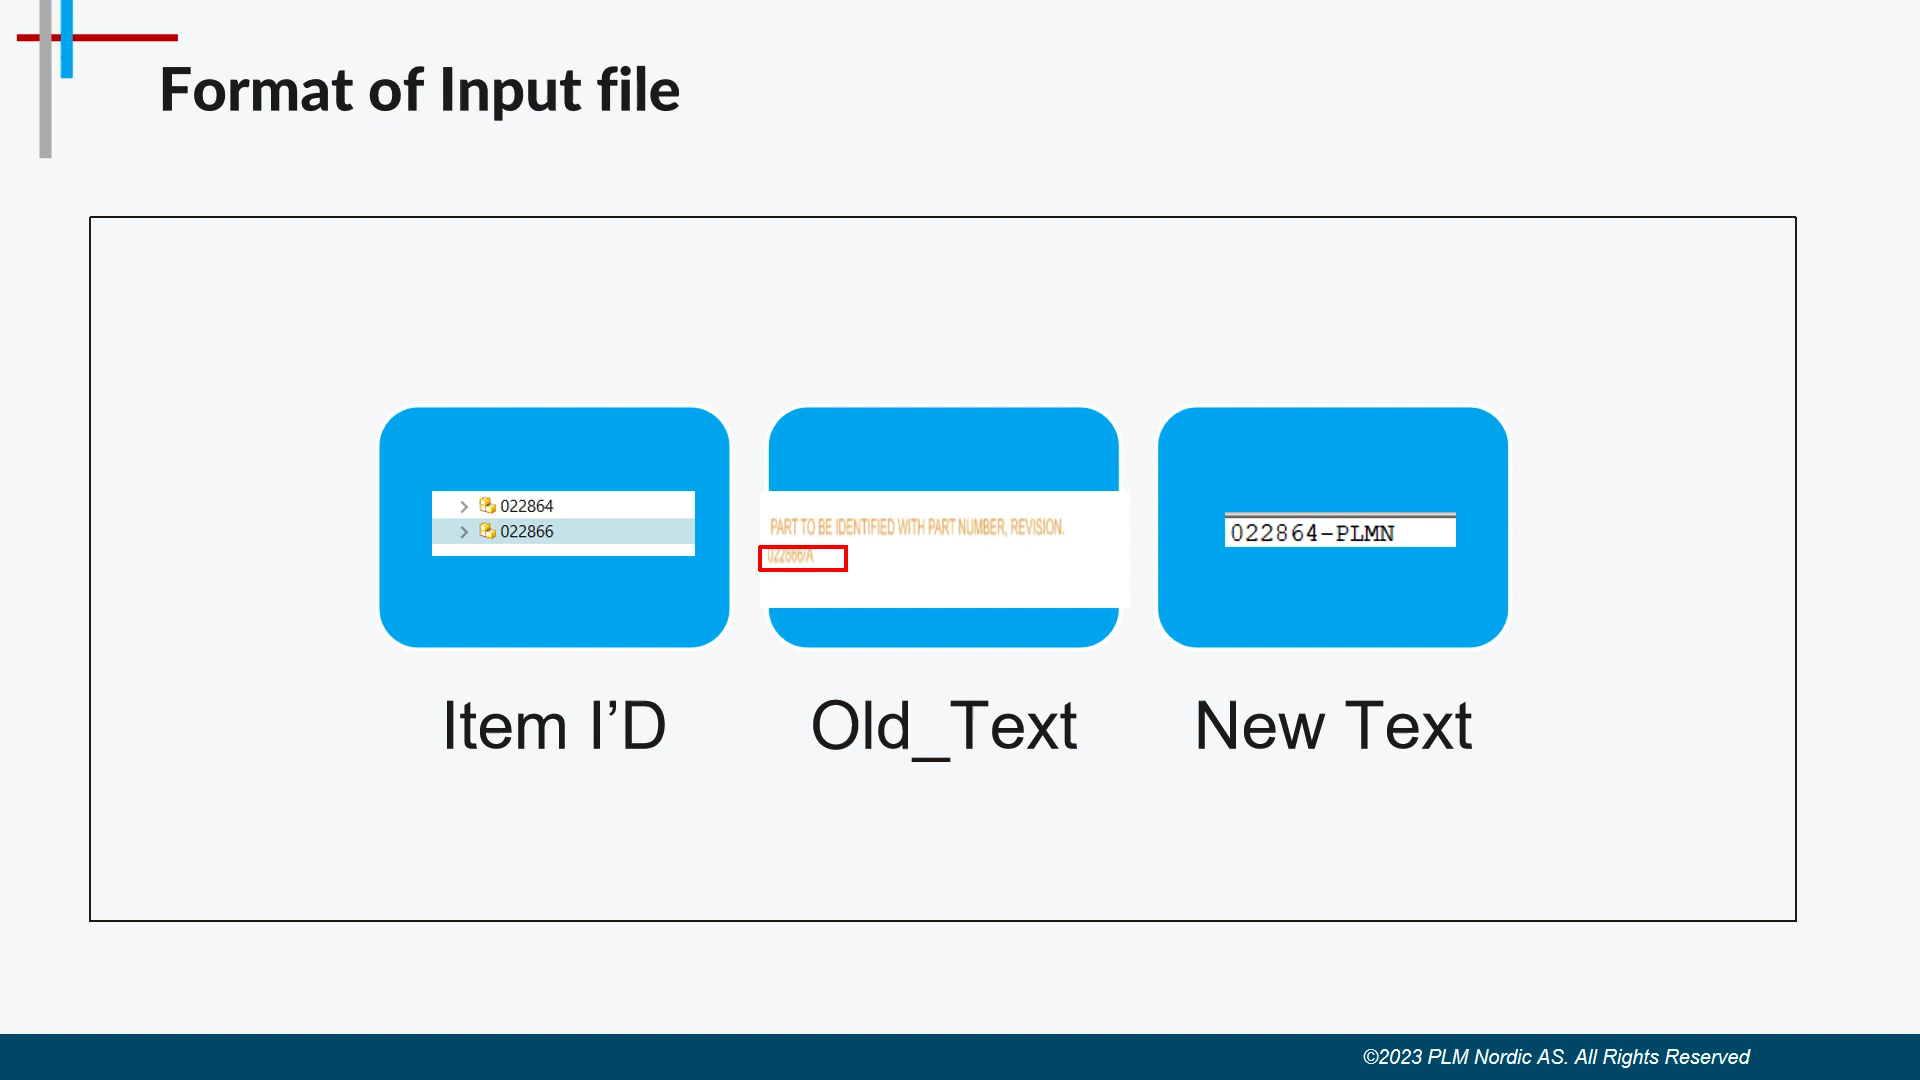 Format of Input file
022864
022866
PART TO BE IDENTIFIED WITH PART NUMBER, REVISION.
022866/A
022864-PLMN
Item I’D
Old_Text
New Text
©2023 PLM Nordic AS. All Rights Reserved